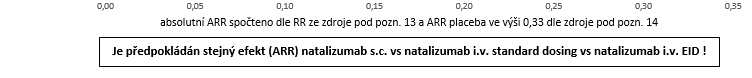 0,00 0,05 0,10 0,15 0,20 0,25 0,30 0,35
absolutní ARR spočteno dle RR ze zdroje pod pozn. 13 a ARR placeba ve výši 0,33 dle zdroje pod pozn. 14
Je předpokládán stejný efekt (ARR) natalizumab s.c. vs natalizumab i.v. standard dosing vs natalizumab i.v. EID !